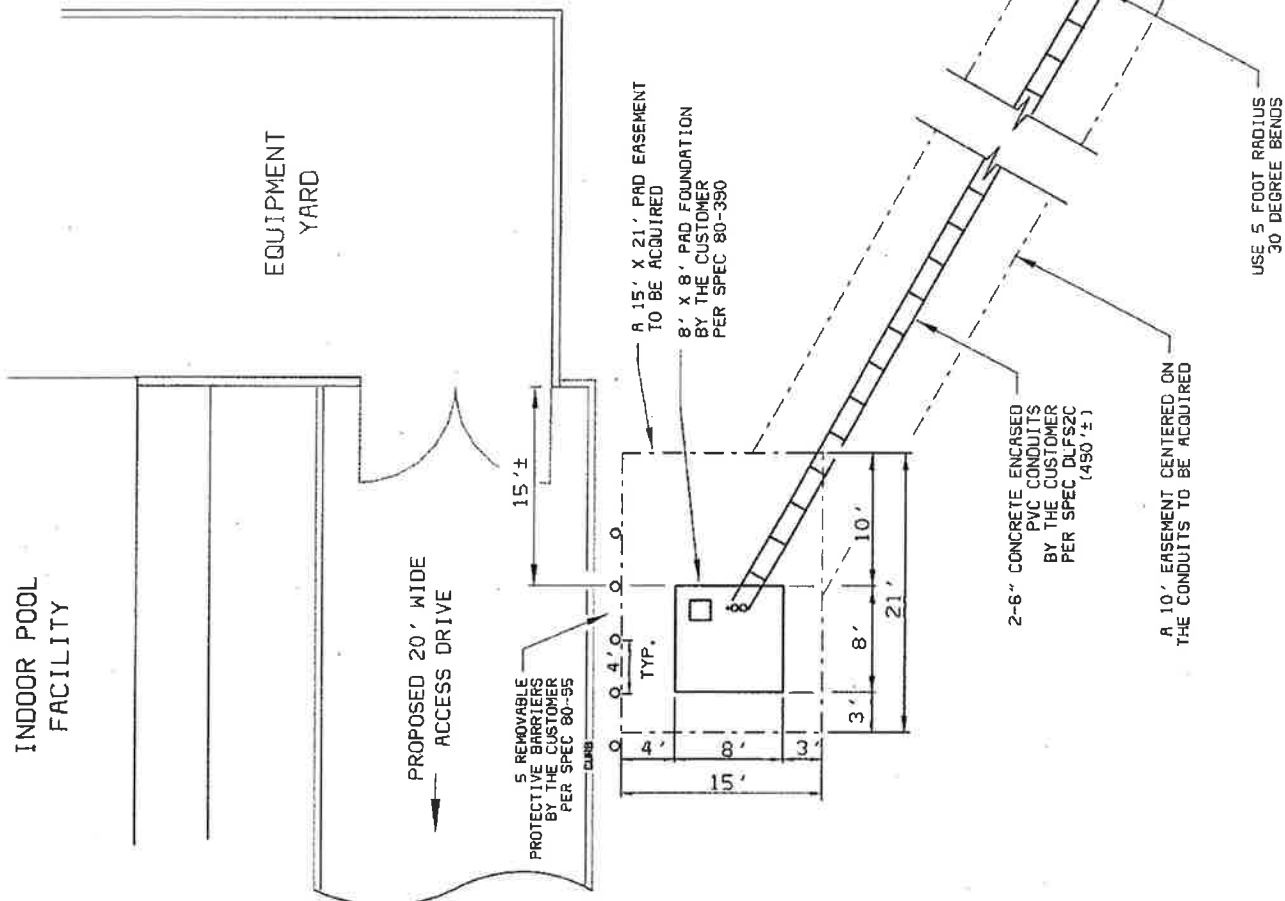 INDOOR POOL
FACILITY
EQUIPMENT
YARD
PROPOSED 20' WIDE
ACCESS DRIVE
15'±
5 REMOVABLE
PROTECTIVE BARRIERS
BY THE CUSTOMER
PER SPEC 80-95
CURB
A 15' X 21' PAD EASEMENT
TO BE ACQUIRED
8' X 8' PAD FOUNDATION
BY THE CUSTOMER
PER SPEC 80-390
4'
TYP.
4'
8'
3'
15'
3'
8'
10'
21'
2-6" CONCRETE ENCASED
PVC CONDUITS
BY THE CUSTOMER
PER SPEC DLFS2C
(490'±)
A 10' EASEMENT CENTERED ON
THE CONDUITS TO BE ACQUIRED
USE 5 FOOT RADIUS
30 DEGREE BENDS